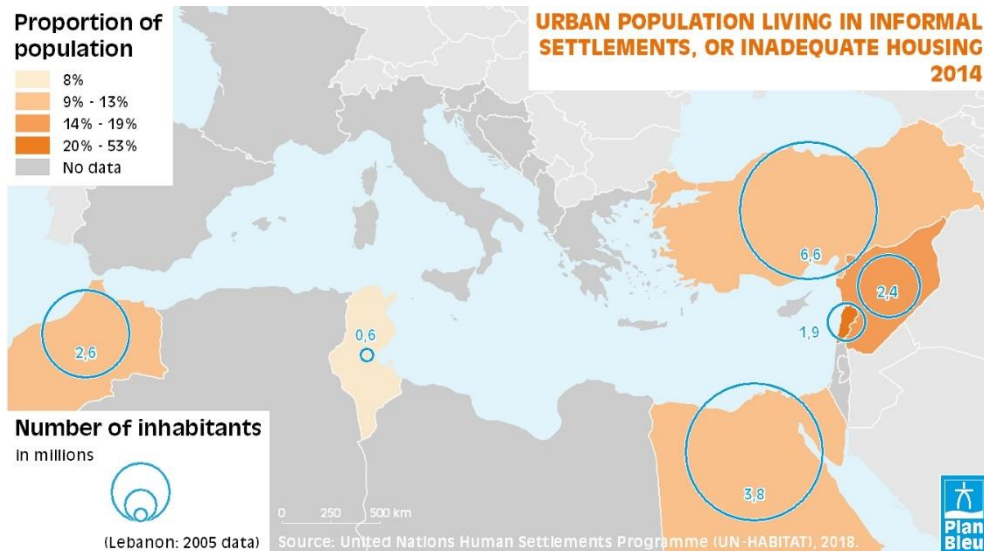 Proportion of
population
8%
9% - 13%
14% - 19%
20% - 53%
No data
URBAN POPULATION LIVING IN INFORMAL
SETTLEMENTS, OR INADEQUATE HOUSING
2014
6,6
2,4
1,9
0,6
2,6
3,8
Number of inhabitants
in millions
(Lebanon: 2005 data)
0 250 500 km
Source: United Nations Human Settlements Programme (UN-HABITAT), 2018.
Plan
Bleu